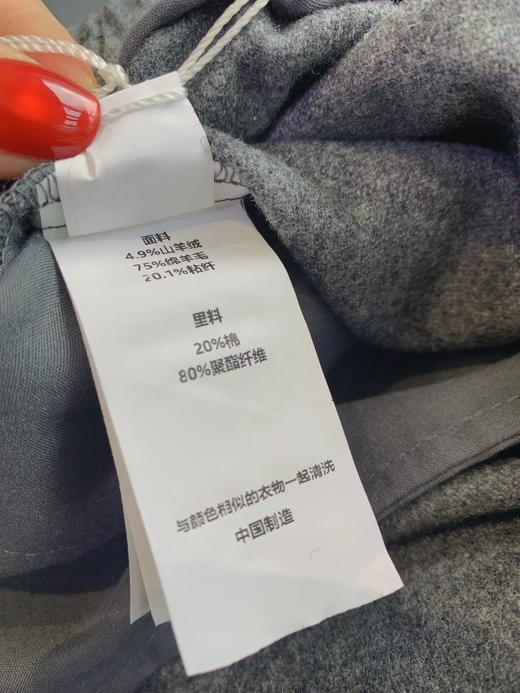 面料
4.9%山羊绒
75%绵羊毛
20.1%粘纤
里料
20%棉
80%聚酯纤维
与颜色相似的衣物一起清洗
中国制造